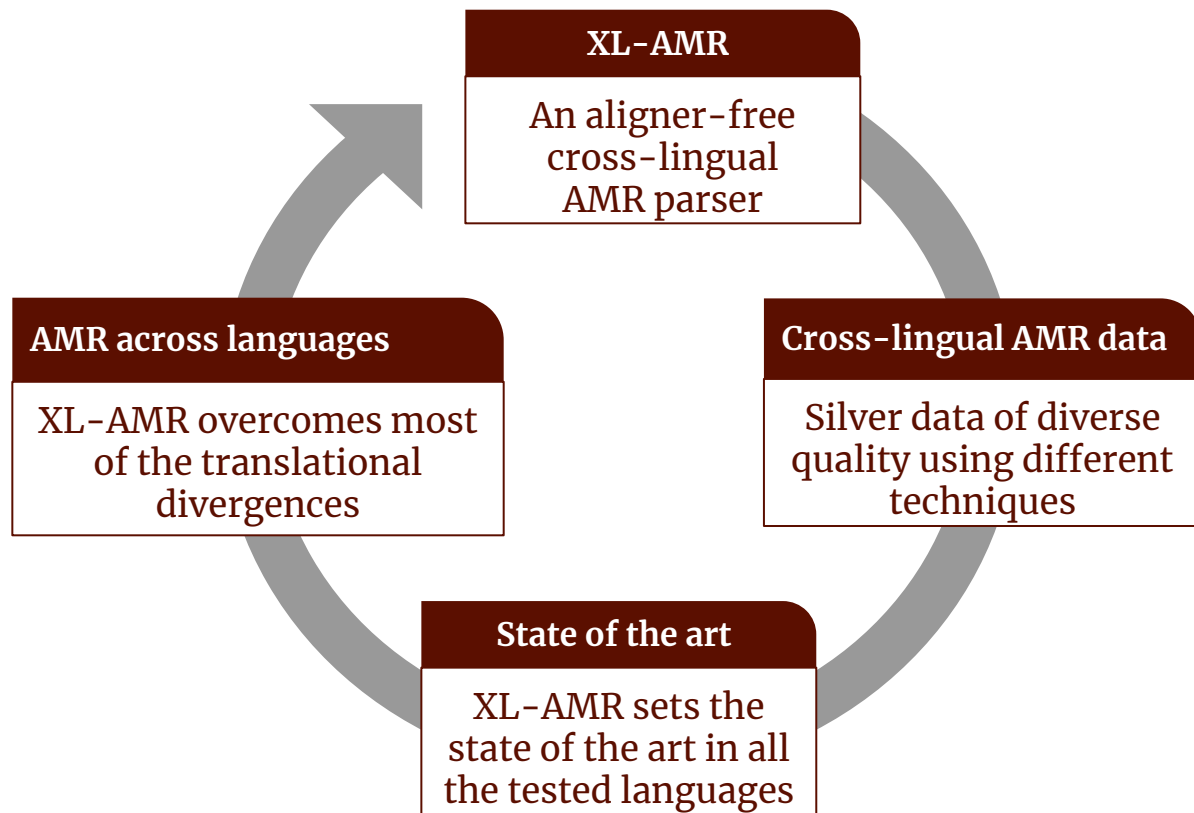 XL-AMR
An aligner-free
cross-lingual
AMR parser
Cross-lingual AMR data
Silver data of diverse
quality using different
techniques
State of the art
XL-AMR sets the
state of the art in all
the tested languages
AMR across languages
XL-AMR overcomes most
of the translational
divergences